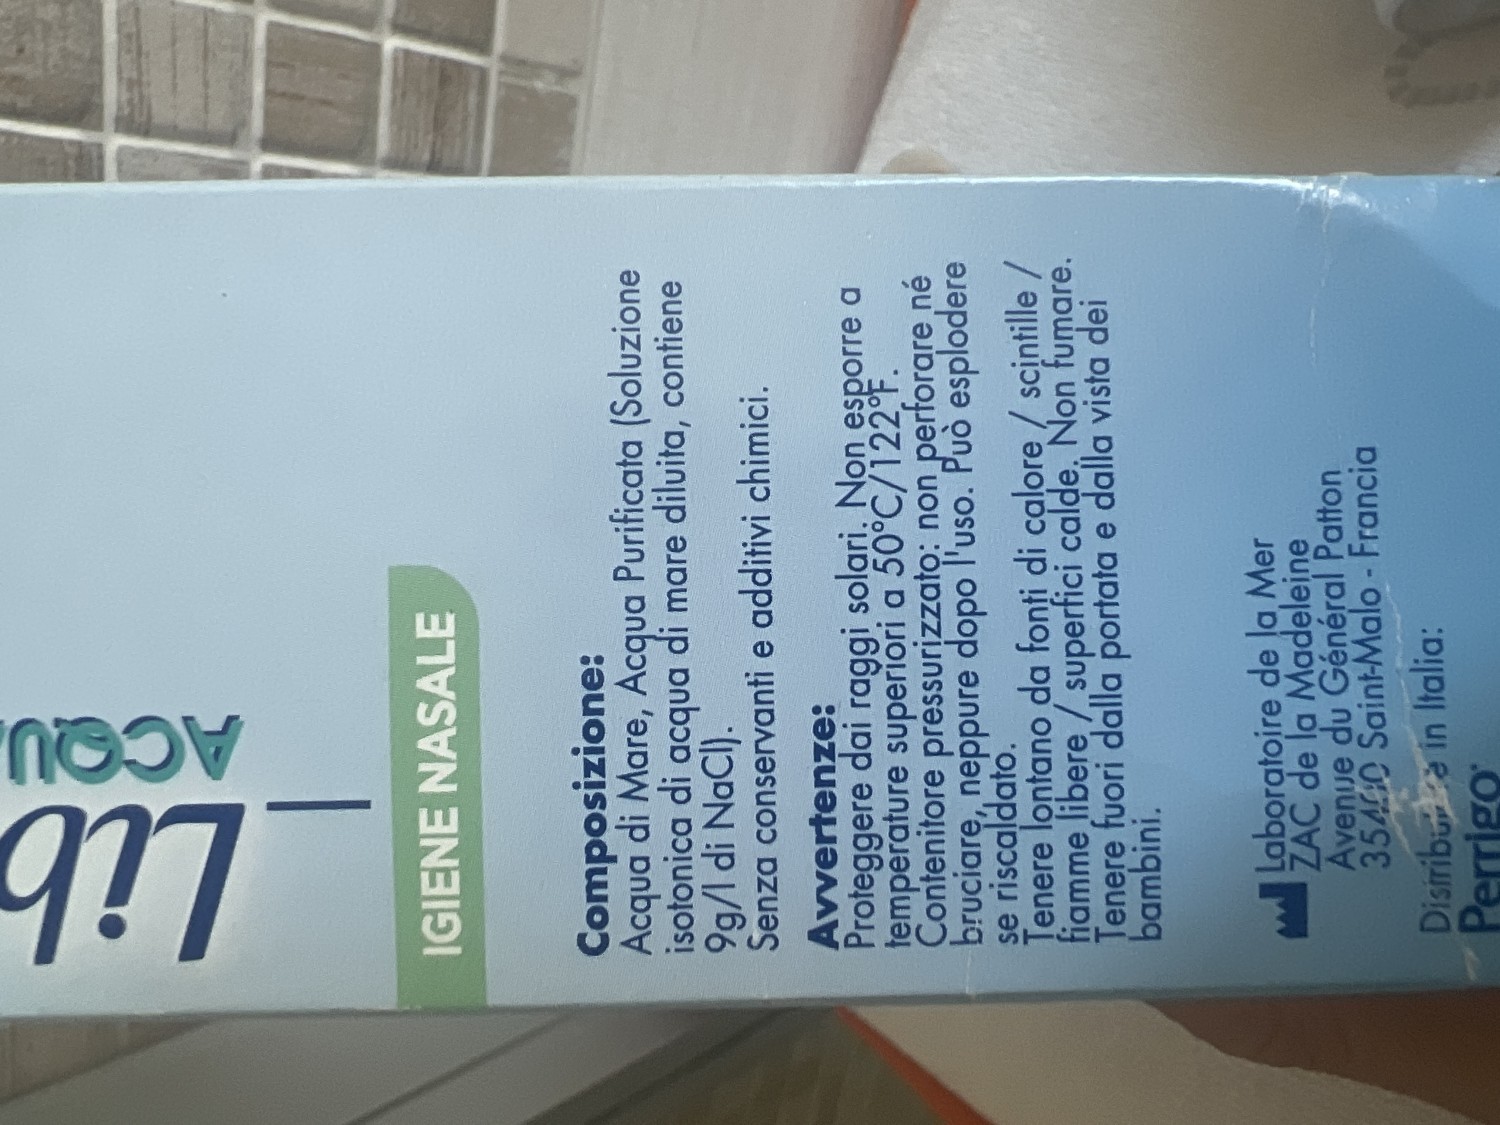 Lib
ACQU
IGIENE NASALE
Composizione:
Acqua di Mare, Acqua Purificata (Soluzione
isotonica di acqua di mare diluita, contiene
9g/l di NaCl).
Senza conservanti e additivi chimici.
Avvertenze:
Proteggere dai raggi solari. Non esporre a
temperature superiori a 50°C/122°F.
Contenitore pressurizzato: non perforare né
bruciare, neppure dopo l'uso. Può esplodere
se riscaldato.
Tenere lontano da fonti di calore / scintille /
fiamme libere / superfici calde. Non fumare.
Tenere fuori dalla portata e dalla vista dei
bambini.
Laboratoire de la Mer
ZAC de la Madeleine
Avenue du Général Patton
Saint-Malo - Francia
in Italia:
Perrigo